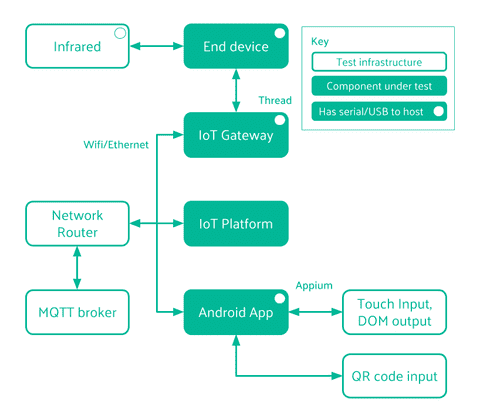 Infrared
End device
Key
Test infrastructure
Component under test
Has serial/USB to host
Thread
IoT Gateway
Wifi/Ethernet
Network
Router
IoT Platform
MQTT broker
Android App
Appium
Touch Input,
DOM output
QR code input